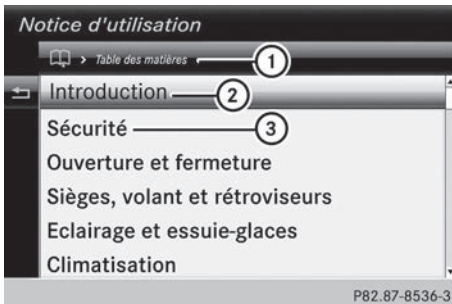 Notice d'utilisation
> Table des matières 1
Introduction 2
Sécurité 3
Ouverture et fermeture
Sièges, volant et rétroviseurs
Eclairage et essuie-glaces
Climatisation
P82.87-8536-3